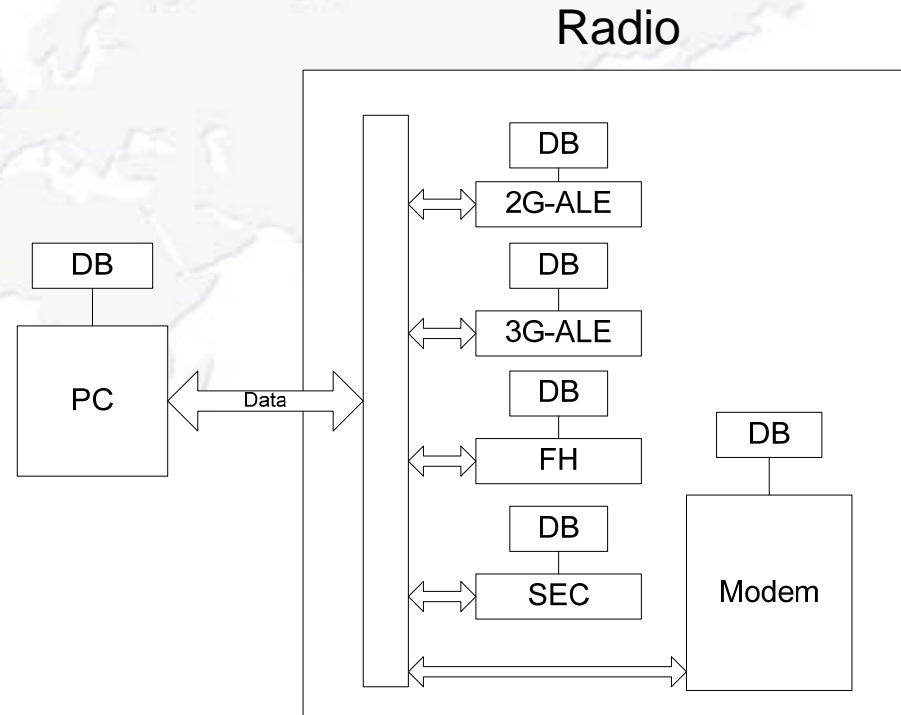 Radio
DB
2G-ALE
DB
DB
3G-ALE
PC
Data
DB
FH
DB
DB
SEC
Modem